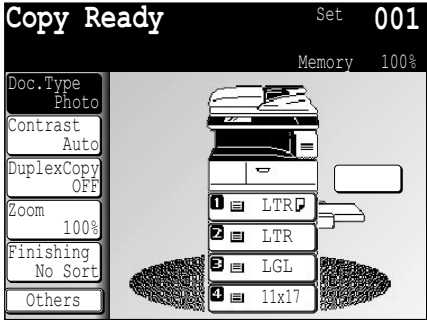 Copy Ready
Set 001
Memory 100%
Doc.Type
Photo
Contrast
Auto
DuplexCopy
OFF
Zoom
100%
Finishing
No Sort
Others
1 LTR
2 LTR
3 LGL
4 11x17